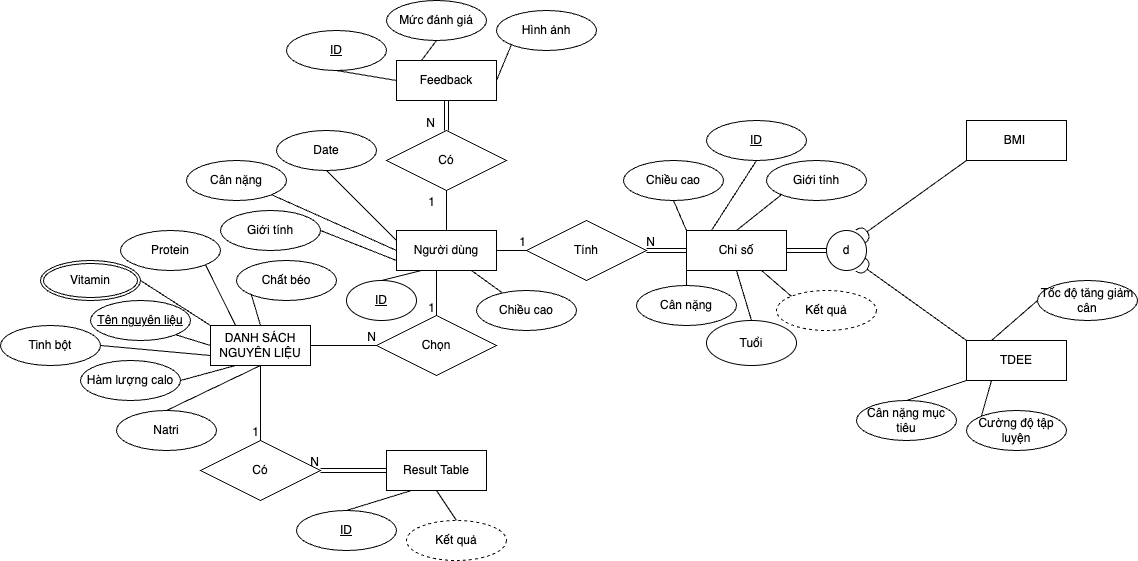 Mức đánh giá
Hình ảnh
ID
Feedback
N
Có
Date
ID
BMI
Cân nặng
Chiều cao
Giới tính
1
Giới tính
Người dùng
1
Tính
N
Chỉ số
d
Protein
Vitamin
Chất béo
ID
Chiều cao
1
Cân nặng
Kết quả
Tốc độ tăng giảm
cân
Tên nguyên liệu
Tinh bột
DANH SÁCH
NGUYÊN LIỆU
N
Chọn
Tuổi
TDEE
Hàm lượng calo
Natri
Cân nặng mục
tiêu
Cường độ tập
luyện
1
Có
N
Result Table
ID
Kết quả